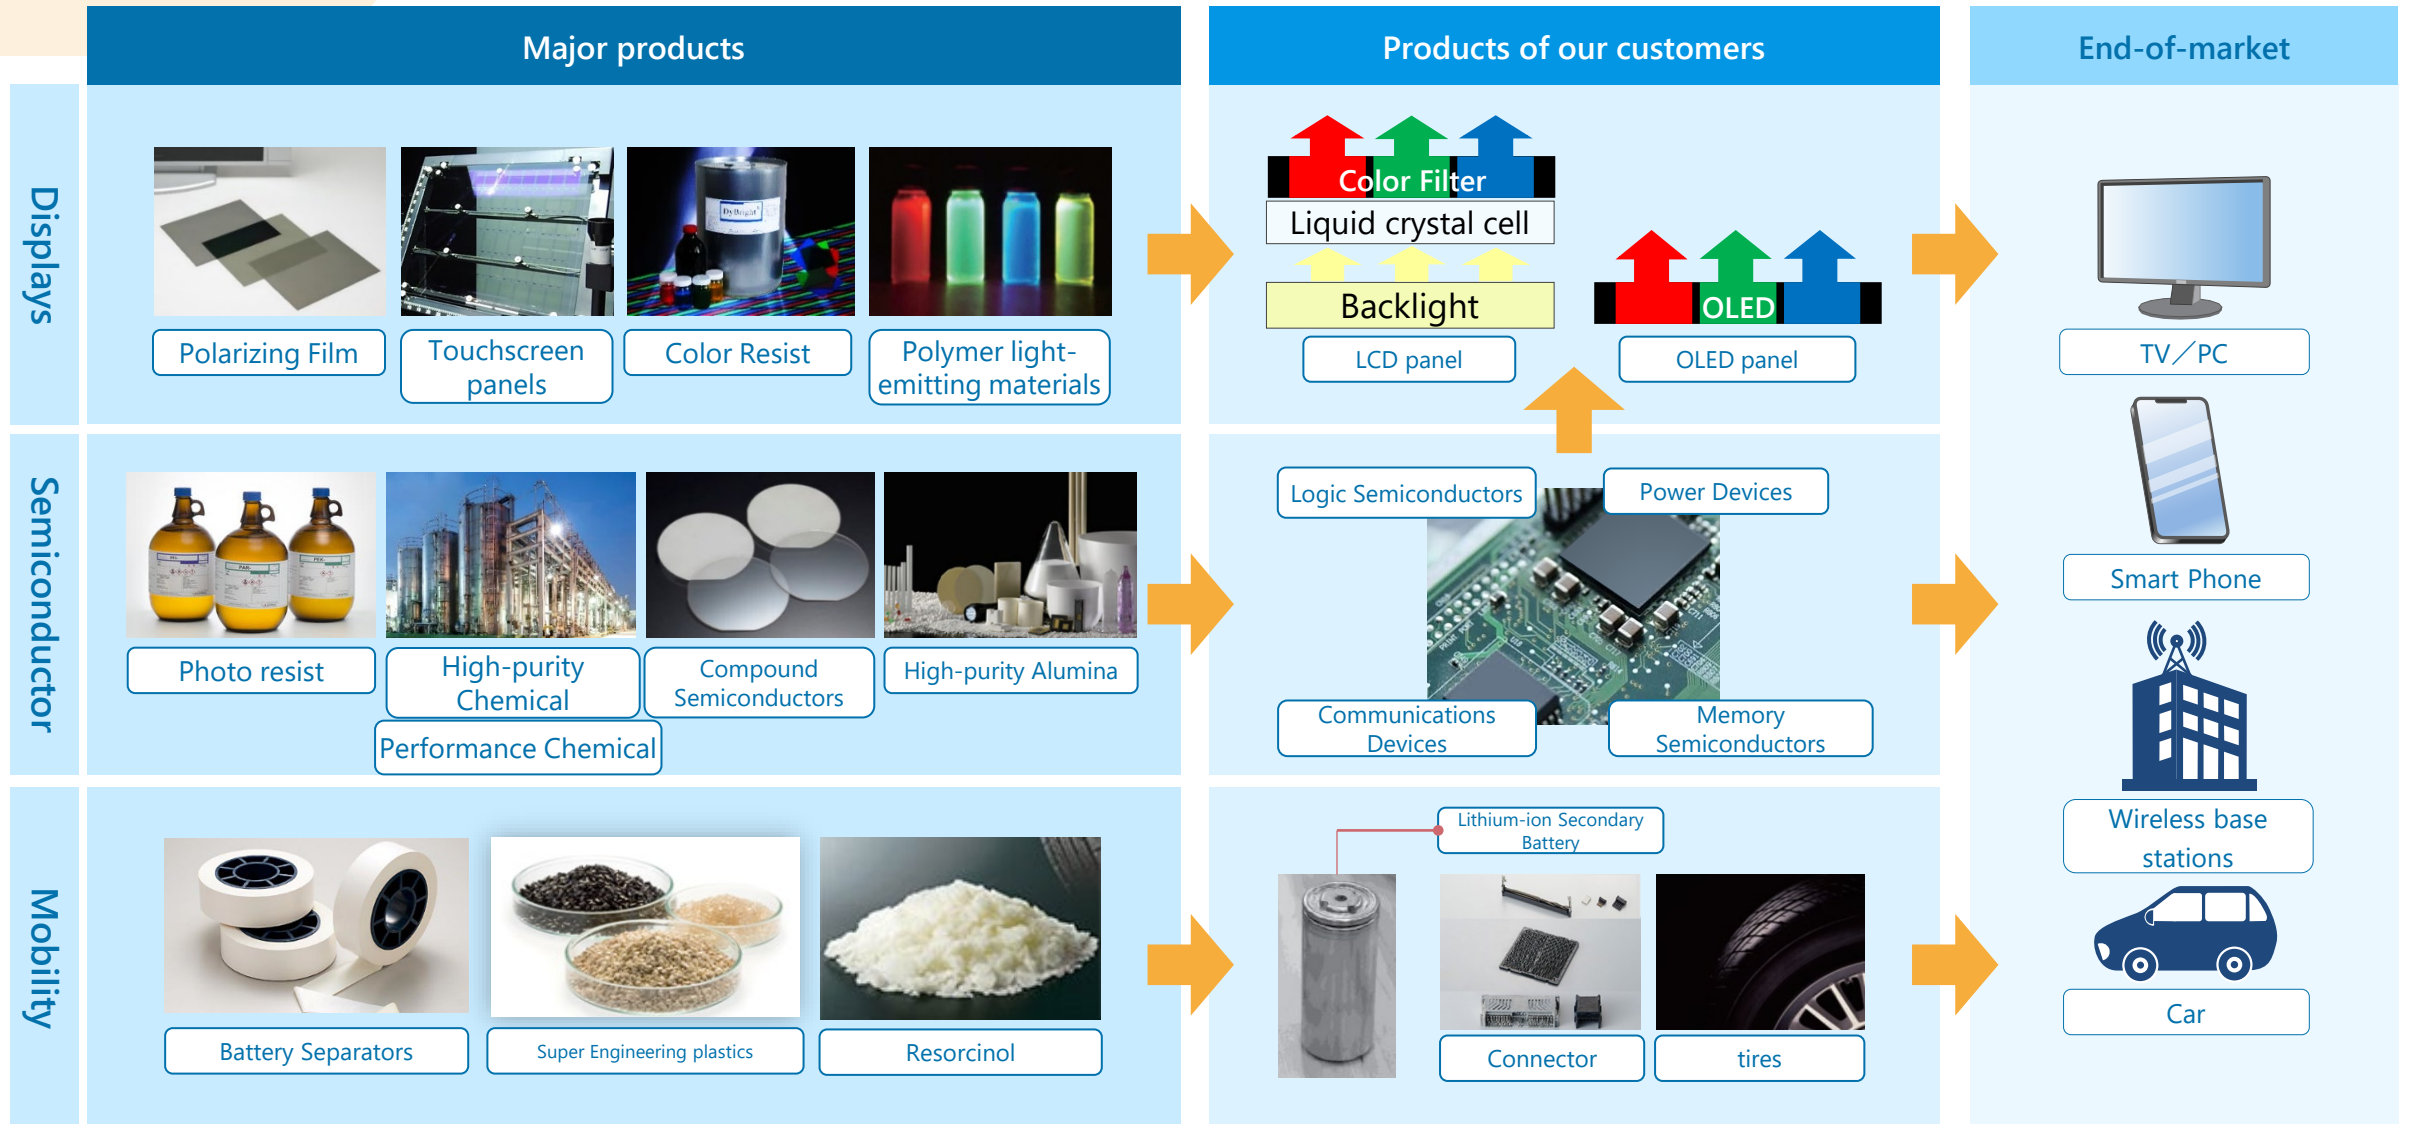 Major products
Products of our customers
End-of-market
Displays
Polarizing Film
Touchscreen
panels
DyBright
Color Resist
Polymer light-
emitting materials
Color Filter
Liquid crystal cell
Backlight
LCD panel
OLED
OLED panel
TV／PC
Smart Phone
Wireless base
stations
Car
Semiconductor
Photo resist
High-purity
Chemical
Performance Chemical
Compound
Semiconductors
High-purity Alumina
Logic Semiconductors
Power Devices
Communications
Devices
Memory
Semiconductors
Mobility
Battery Separators
Super Engineering plastics
Resorcinol
Lithium-ion Secondary
Battery
Connector
tires